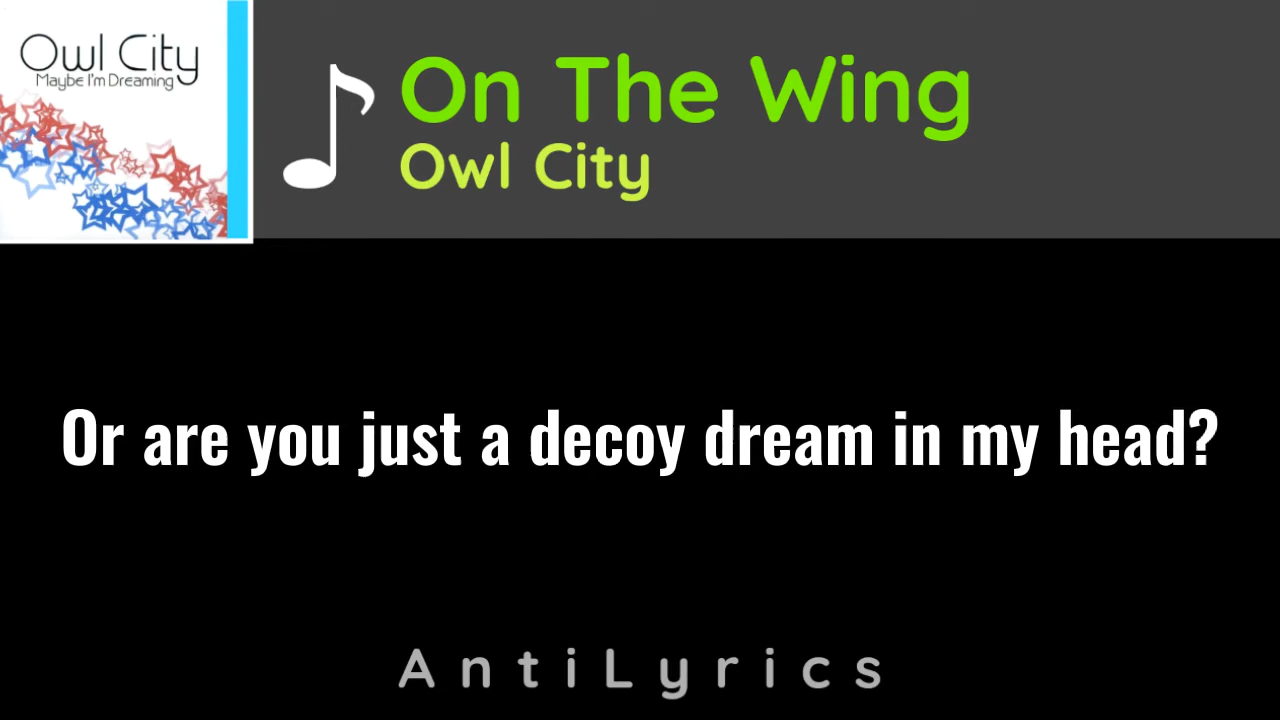 Owl City
Maybe I'm Dreaming
On The Wing
Owl City
Or are you just a decoy dream in my head?
AntiLyrics